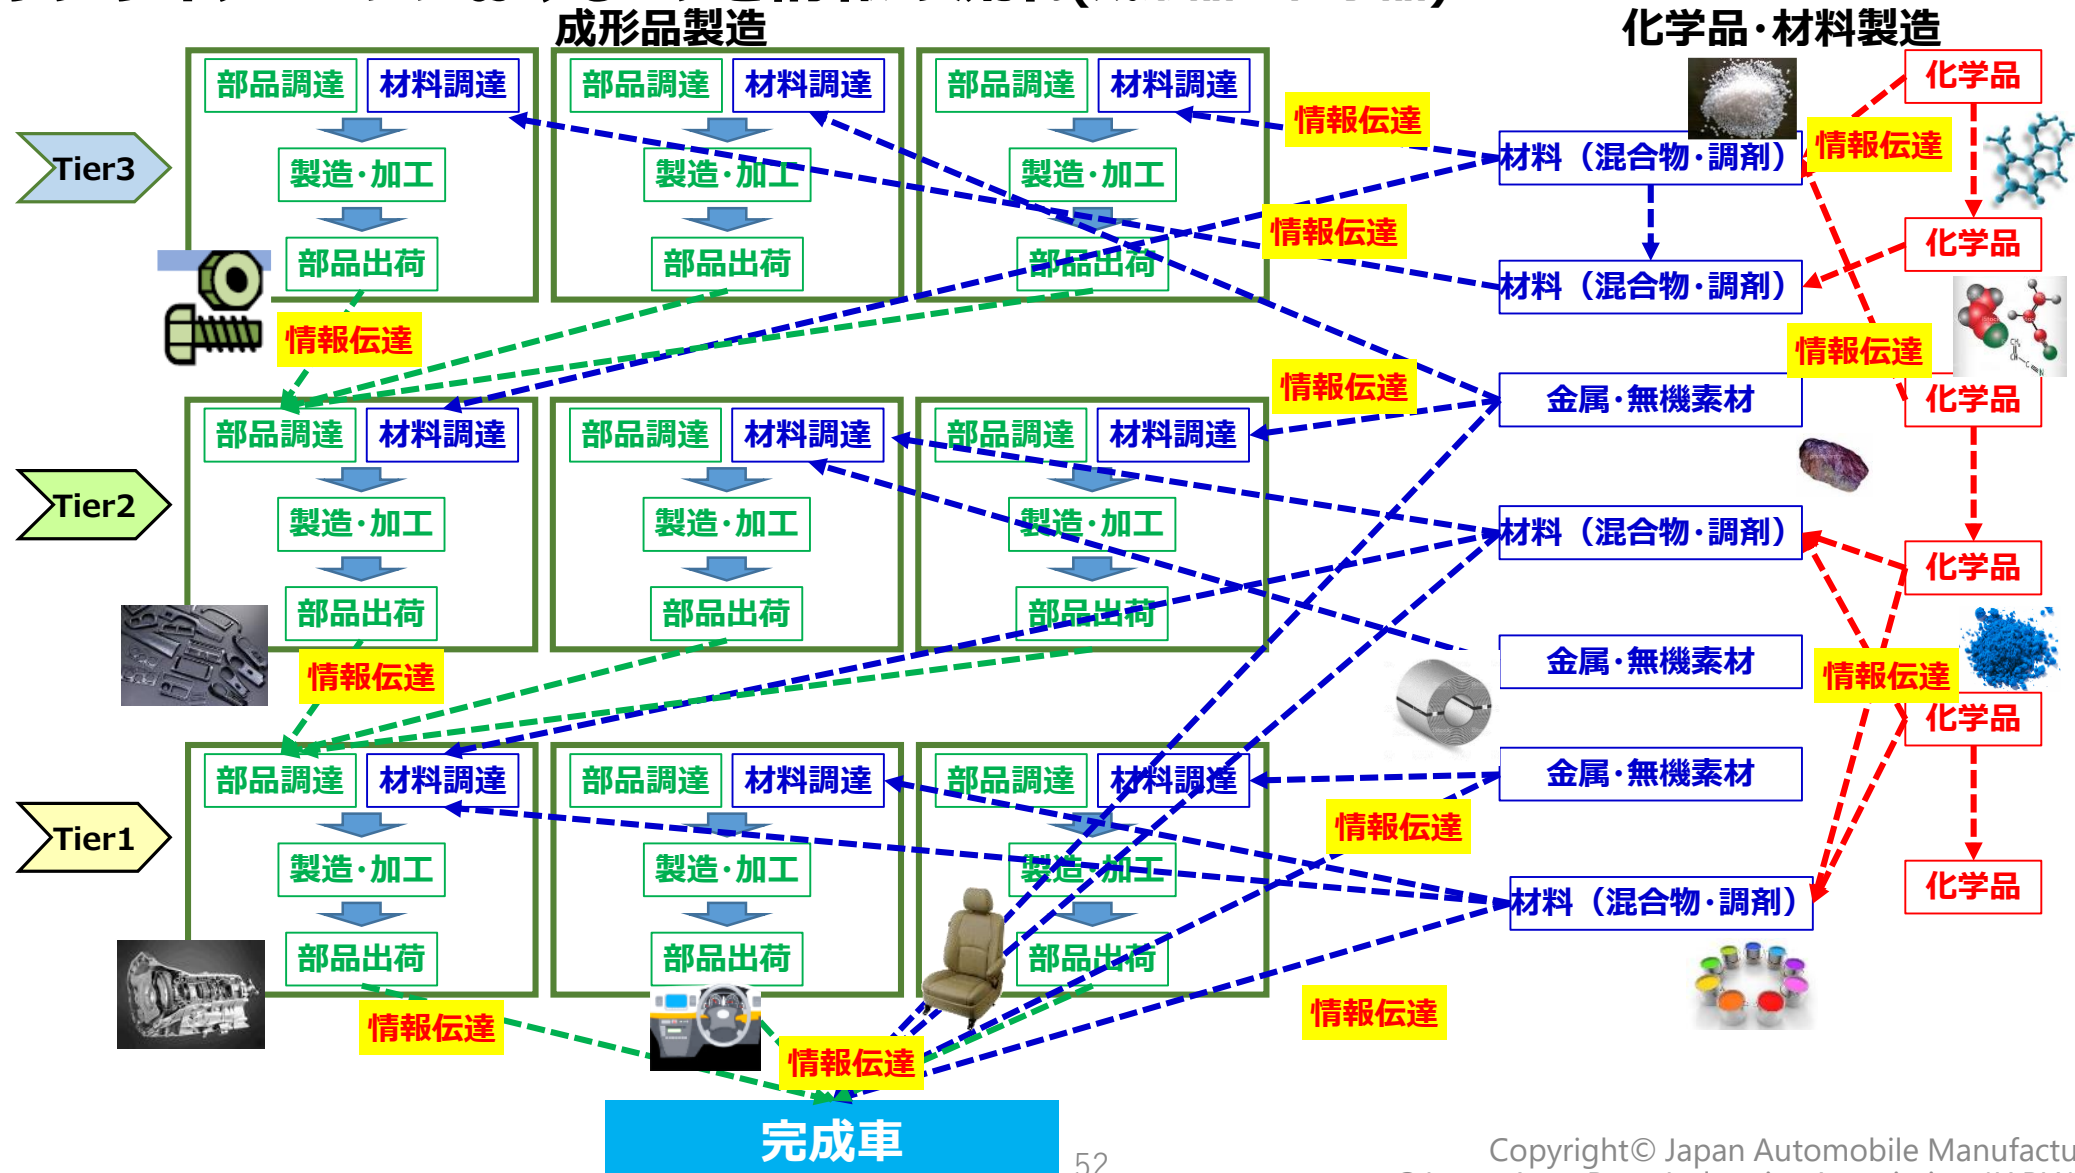 成形品製造
化学品・材料製造
部品調達 材料調達
部品調達 材料調達
部品調達 材料調達
化学品
情報伝達
情報伝達
Tier3
製造・加工
製造・加工
製造・加工
材料（混合物・調剤）
情報伝達
化学品
部品出荷
部品出荷
部品出荷
材料（混合物・調剤）
情報伝達
情報伝達
情報伝達
部品調達 材料調達
部品調達 材料調達
部品調達 材料調達
金属・無機素材
化学品
Tier2
製造・加工
製造・加工
製造・加工
材料（混合物・調剤）
化学品
部品出荷
部品出荷
部品出荷
情報伝達
金属・無機素材
情報伝達
化学品
部品調達 材料調達
部品調達 材料調達
部品調達 材料調達
金属・無機素材
情報伝達
Tier1
製造・加工
製造・加工
製造・加工
材料（混合物・調剤）
化学品
部品出荷
部品出荷
部品出荷
情報伝達
情報伝達
情報伝達
完成車
52
Copyright© Japan Automobile Manufactu